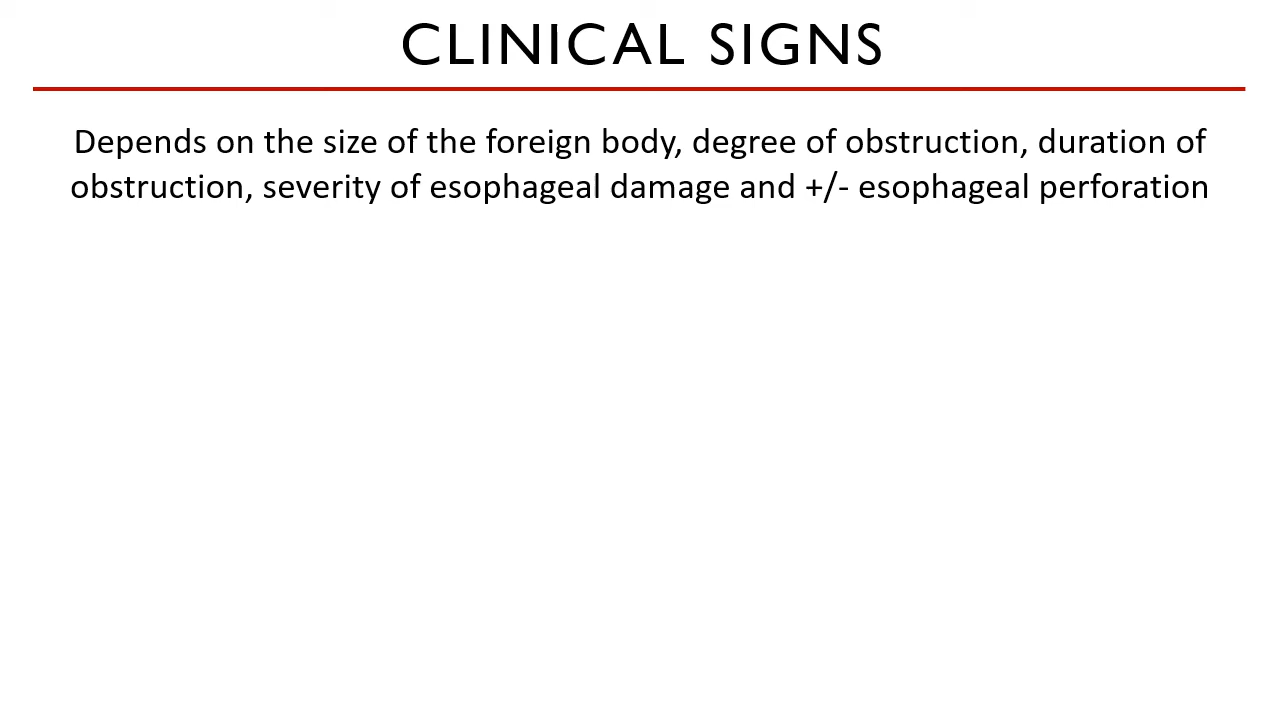 CLINICAL SIGNS
Depends on the size of the foreign body, degree of obstruction, duration of
obstruction, severity of esophageal damage and +/- esophageal perforation